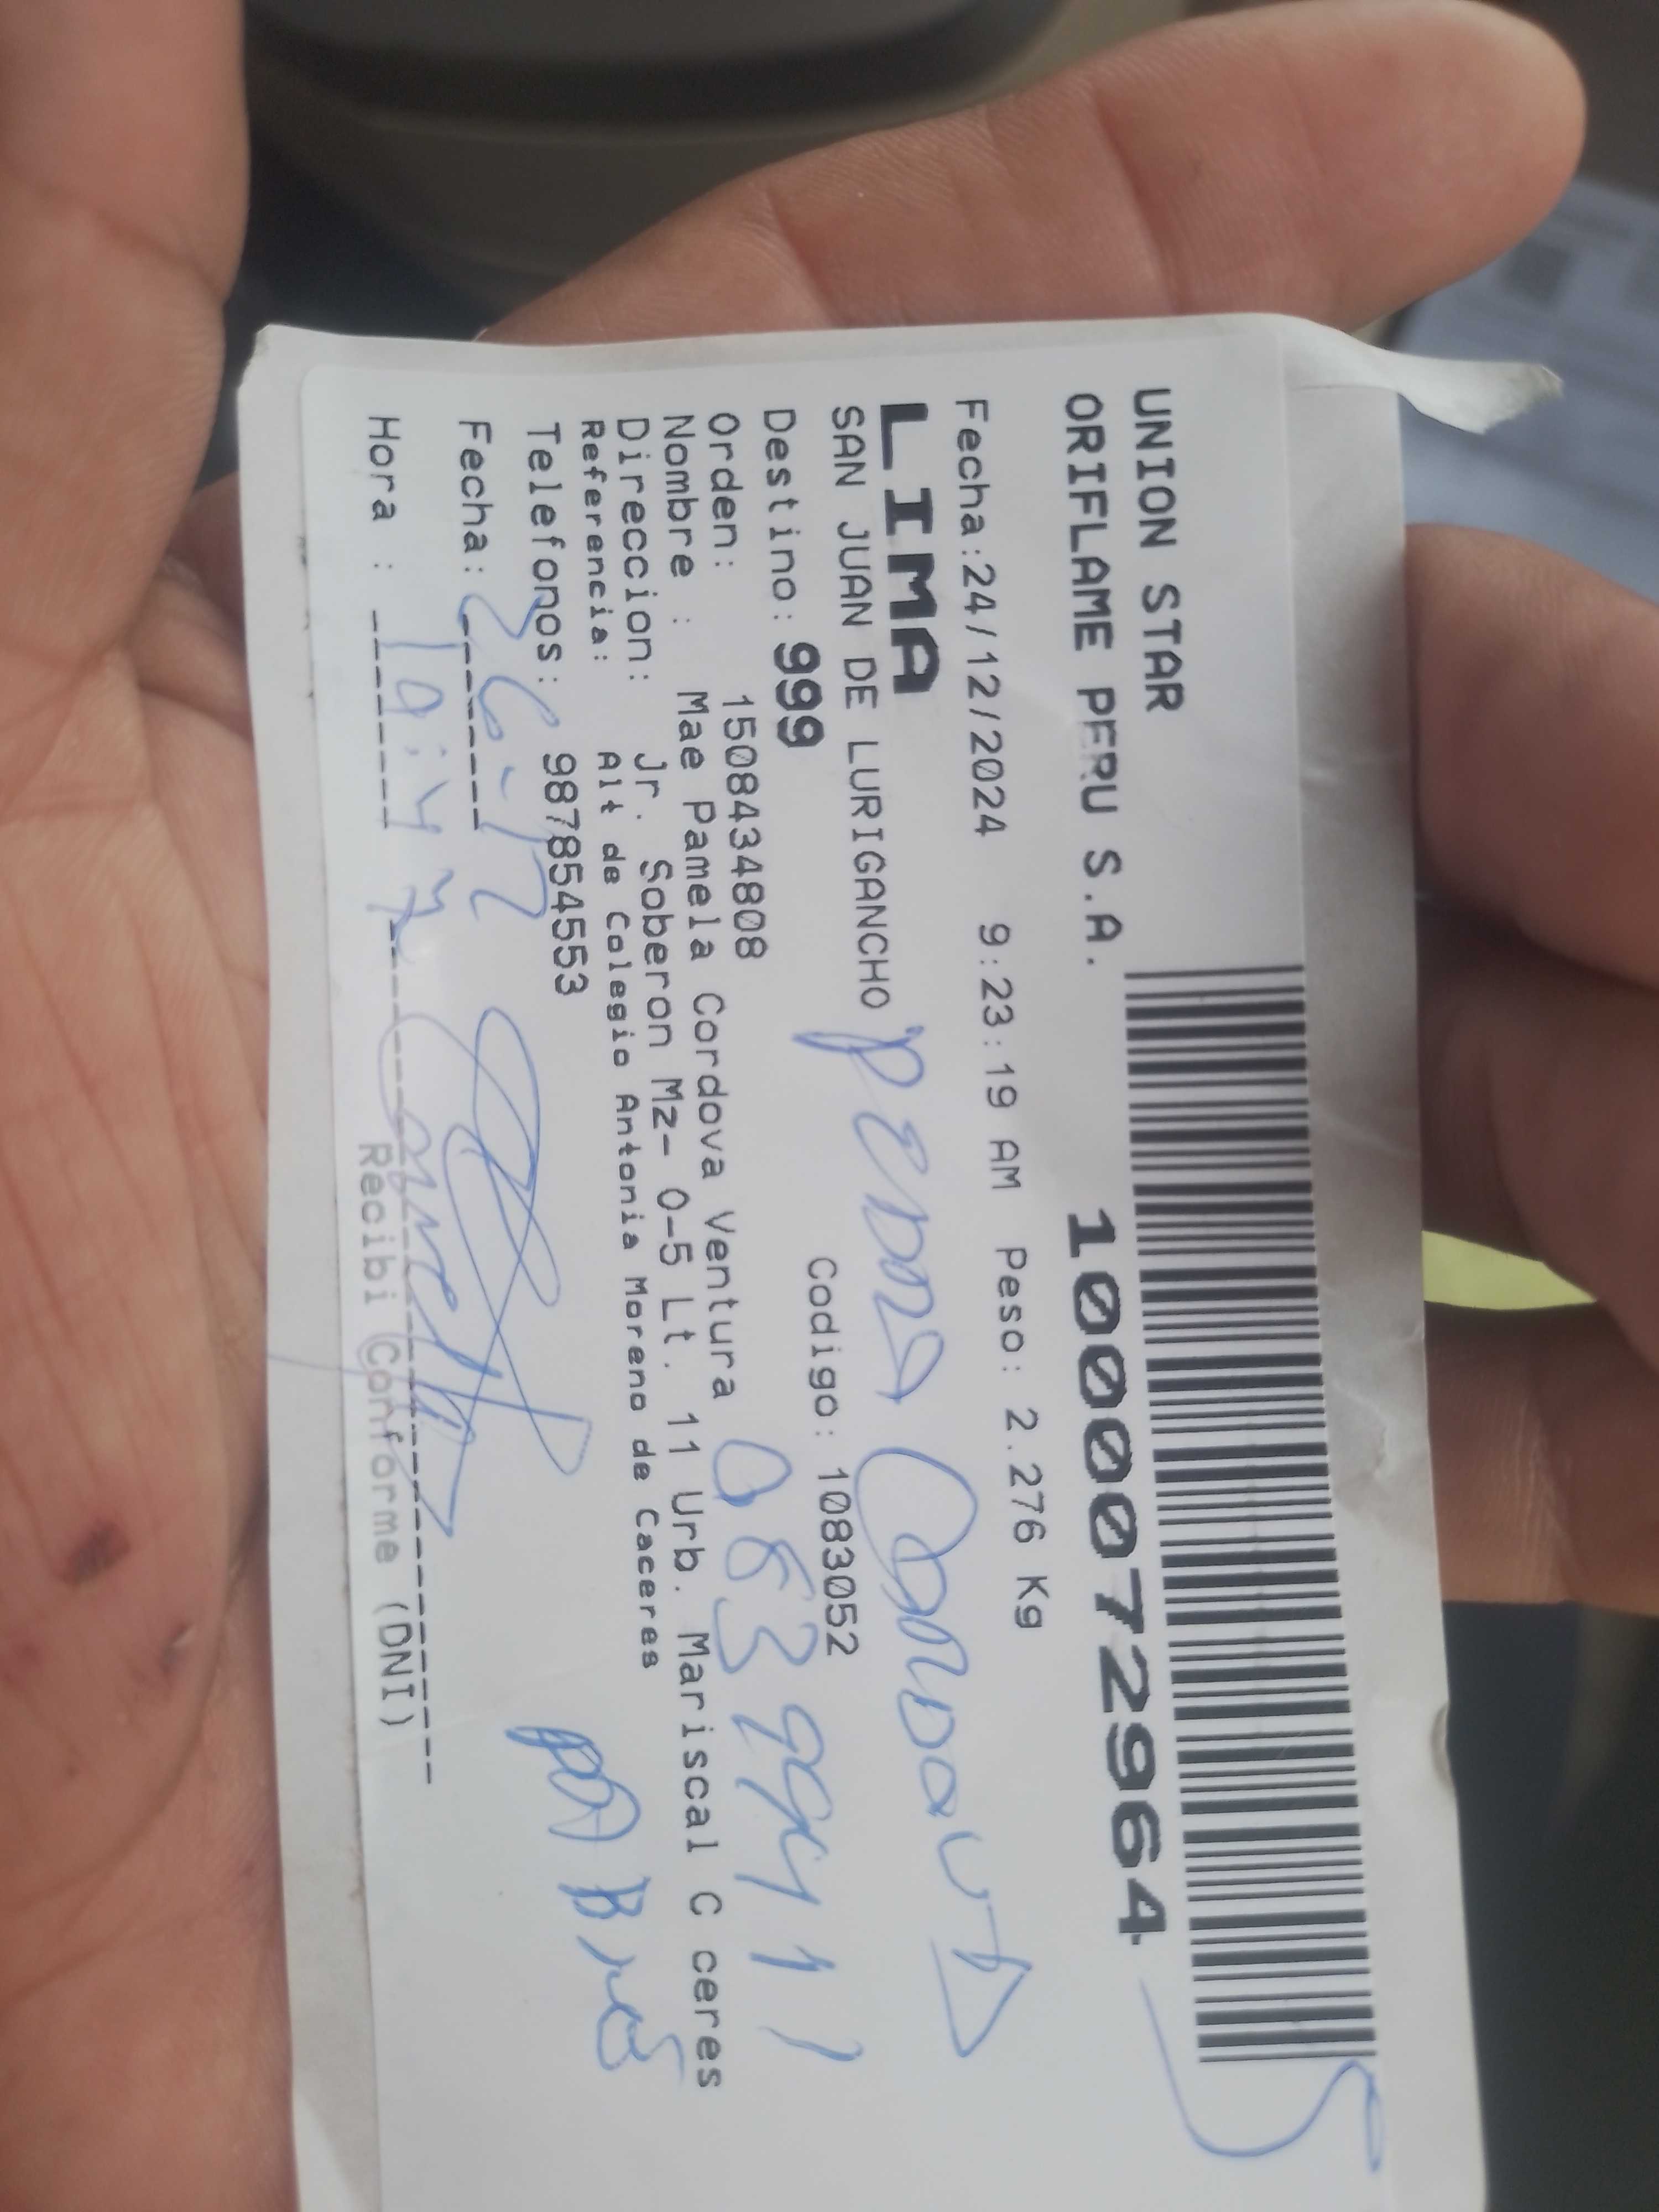 UNION STAR
ORIFLAME PERU S.A. 10000729641
Fecha:24/12/2024 9:23:19 AM Peso: 2.276 Kg
LIMA
SAN JUAN DE LURIGANCHO
Destino: 999 Codigo: 1083052
Orden: 1508434808
Nombre : Mae Pamela Cordova Ventura
Direccion: Jr. Soberon Mz- O-5 Lt. 11 Urb. Mariscal C ceres
Referencia: Alt de Colegio Antonia Moreno de Caceres
Telefonos: 987854553
Fecha: 26-12
Hora :
Recibi Conforme (DNI)